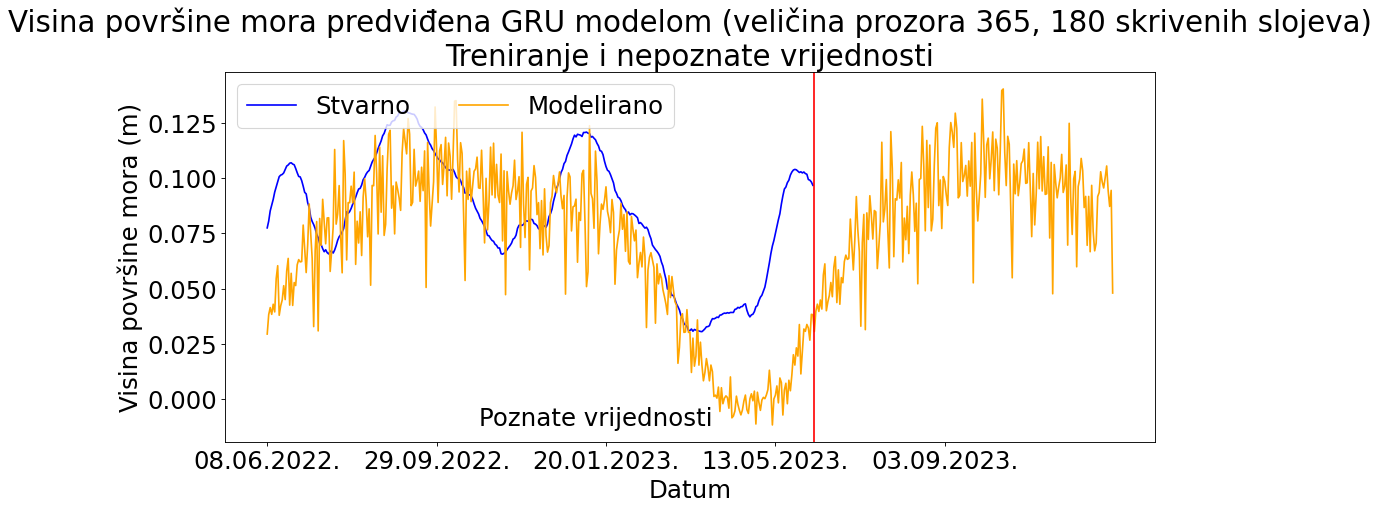 Visina površine mora predviđena GRU modelom (veličina prozora 365, 180 skrivenih slojeva)
Treniranje i nepoznate vrijednosti
Stvarno
Modelirano
Visina površine mora (m)
0.125
0.100
0.075
0.050
0.025
0.000
Poznate vrijednosti
08.06.2022.
29.09.2022.
20.01.2023.
13.05.2023.
03.09.2023.
Datum